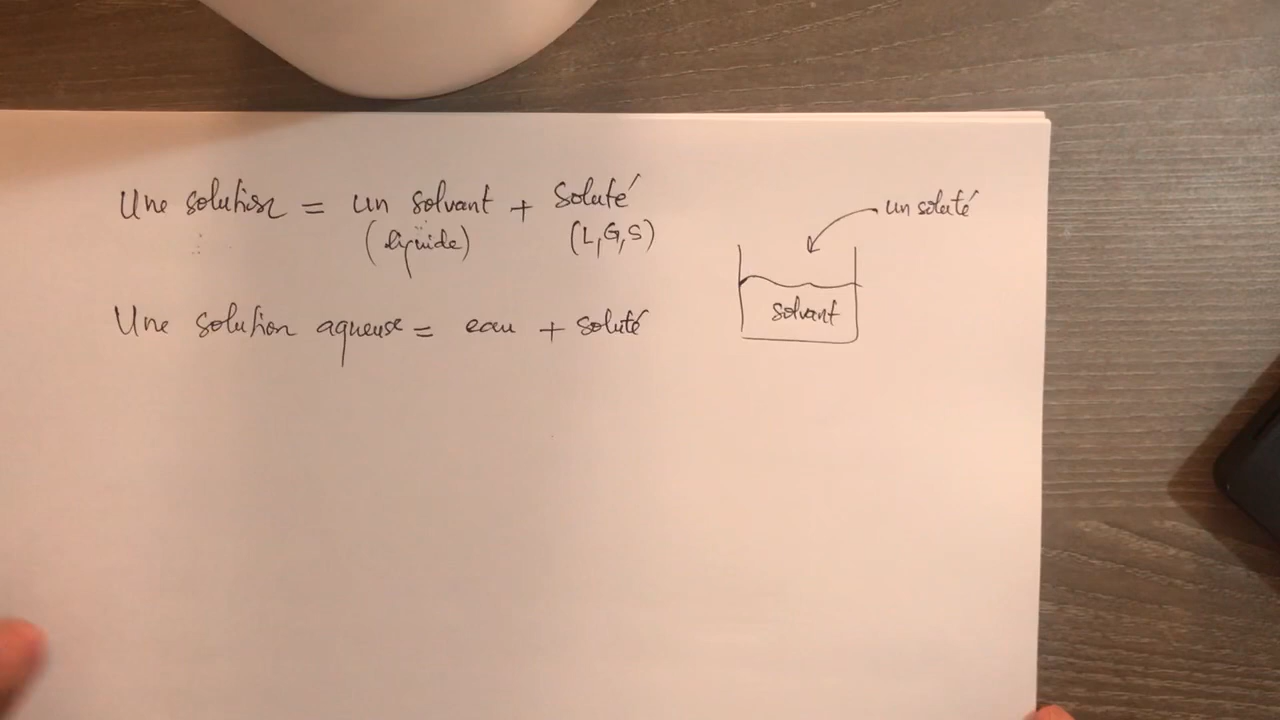 Une solution = un solvant + Soluté
(liquide) (L,G,S)
Une solution aqueuse = eau + soluté
un soluté
solvant